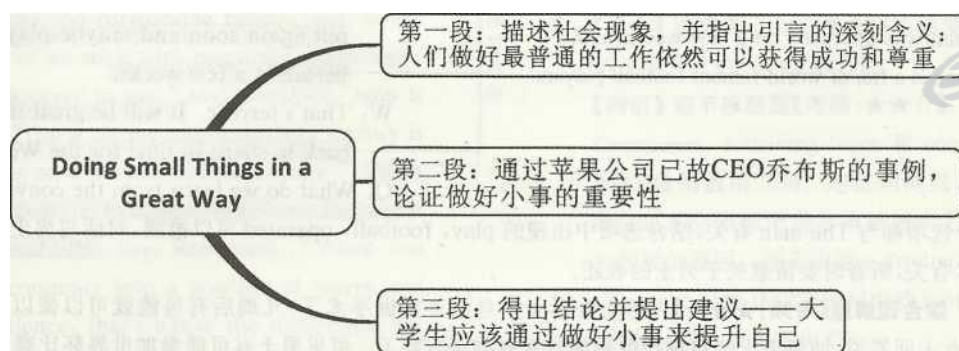 第一段：描述社会现象，并指出引言的深刻含义：
人们做好最普通的工作依然可以获得成功和尊重
Doing Small Things in a
Great Way
第二段：通过苹果公司已故CEO乔布斯的事例，
论证做好小事的重要性
第三段：得出结论并提出建议：
学生应该通过做好小事来提升自己